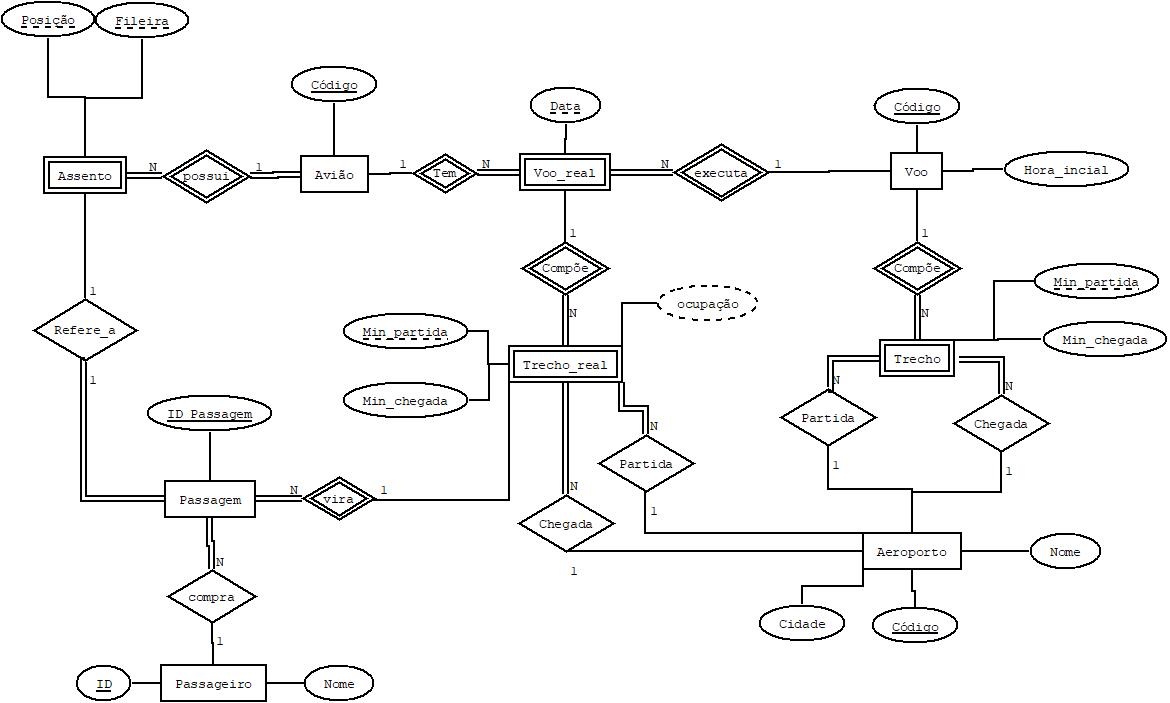 Posição
Fileira
Código
Data
Código
Assento
N
possui
1
Avião
1
Tem
N
Voo_real
N
executa
1
Voo
Hora_incial
1
Compõe
N
1
Compõe
N
Min_partida
Min_chegada
ocupação
1
Refere_a
1
Min_partida
Min_chegada
Trecho_real
Trecho
N
Partida
1
N
Chegada
1
ID Passagem
Passagem
N
vira
1
N
Partida
1
N
Chegada
1
Aeroporto
Nome
Cidade
Código
N
compra
1
ID
Passageiro
Nome